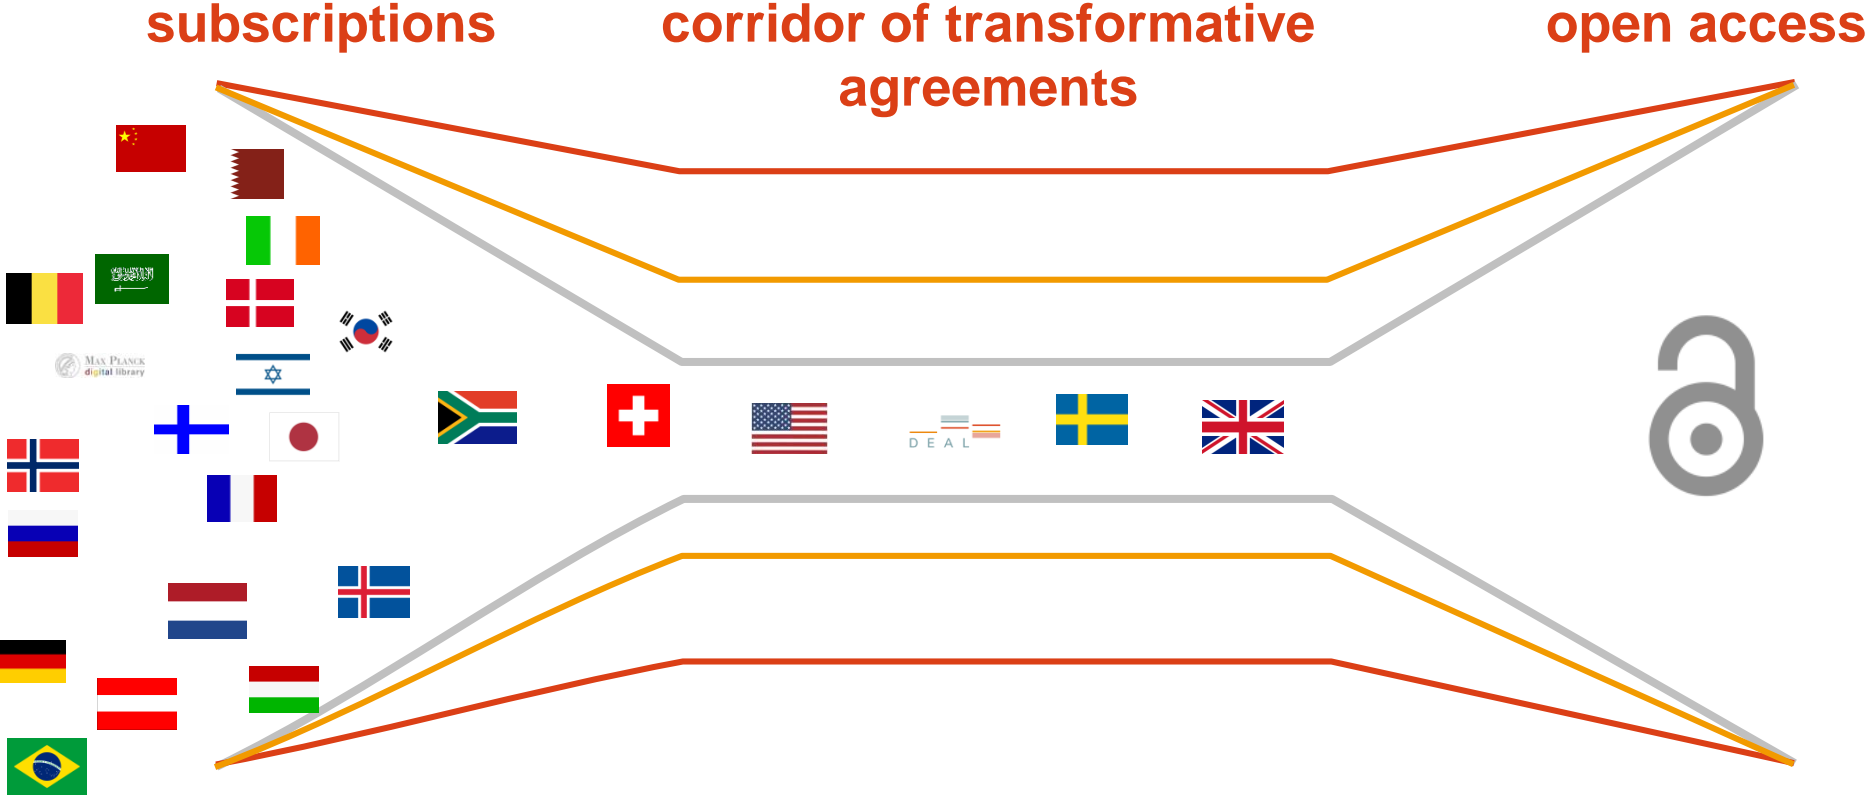 subscriptions
corridor of transformative
agreements
open access
MAX PLANCK
digital library
DEAL